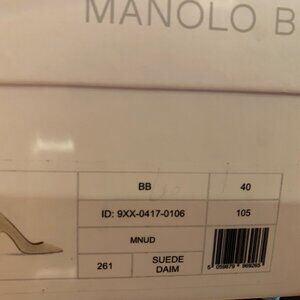 MANOLO B
BB 40
ID: 9XX-0417-0106 105
MNUD
261 SUEDE
DAIM